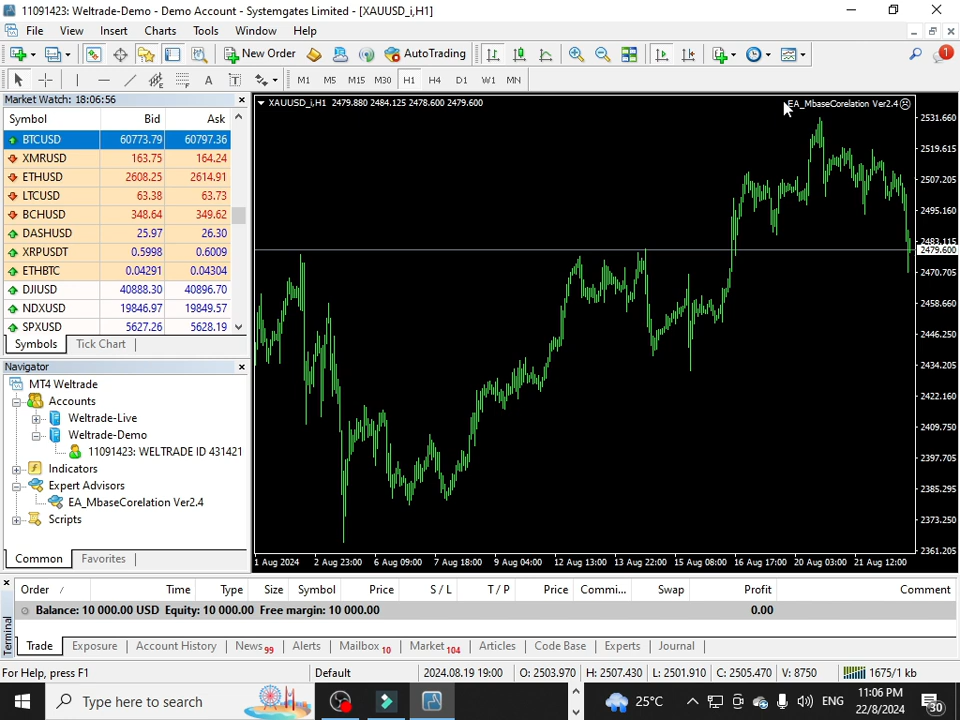 11091423: Weltrade-Demo - Demo Account - Systemgates Limited - [XAUUSD_i,H1]
File View Insert Charts Tools Window Help
New Order AutoTrading 1
A T M1 M5 M15 M30 H1 H4 D1 W1 MN
Market Watch: 18:06:56
Symbol Bid Ask
BTCUSD 60773.79 60797.36
XMRUSD 163.75 164.24
ETHUSD 2608.25 2614.91
LTCUSD 63.38 63.73
BCHUSD 348.64 349.62
DASHUSD 25.97 26.30
XRPUSDT 0.5998 0.6009
ETHBTC 0.04291 0.04304
DJIUSD 40888.30 40896.70
NDXUSD 19846.97 19849.57
SPXUSD 5627.26 5628.19
Symbols Tick Chart
Navigator
MT4 Weltrade
Accounts
Weltrade-Live
Weltrade-Demo
11091423: WELTRADE ID 431421
Indicators
Expert Advisors
EA_MbaseCorelation Ver2.4
Scripts
Common Favorites
XAUUSD_i,H1 2479.880 2484.125 2478.600 2479.600
EA_MbaseCorelation Ver2.4
2531.660
2519.615
2507.205
2495.160
2483.115
2479.600
2470.705
2458.660
2446.250
2434.205
2422.160
2409.750
2397.705
2385.295
2373.250
2361.205
1 Aug 2024 2 Aug 23:00 6 Aug 09:00 7 Aug 18:00 9 Aug 04:00 12 Aug 13:00 13 Aug 22:00 15 Aug 08:00 16 Aug 17:00 20 Aug 03:00 21 Aug 12:00
Terminal
Order Time Type Size Symbol Price S / L T / P Price Commi... Swap Profit Comment
Balance: 10 000.00 USD Equity: 10 000.00 Free margin: 10 000.00 0.00
Trade Exposure Account History News 99 Alerts Mailbox 10 Market 104 Articles Code Base Experts Journal
For Help, press F1 Default 2024.08.19 19:00 O: 2503.970 H: 2507.430 L: 2501.910 C: 2505.470 V: 8750 1675/1 kb
Type here to search 25°C ENG 11:06 PM 22/8/2024 30